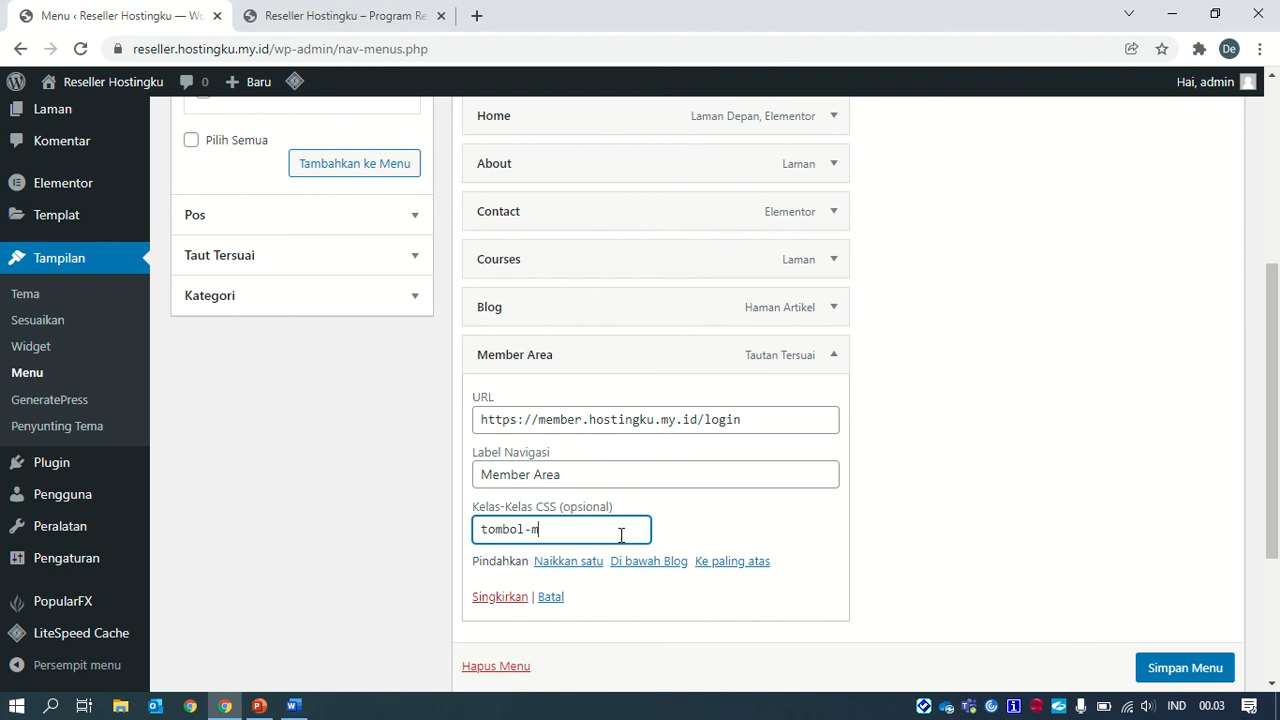 Menu ‹ Reseller Hostingku — Wo
Reseller Hostingku – Program Re
reseller.hostingku.my.id/wp-admin/nav-menus.php
De
Reseller Hostingku
0
Baru
Hai, admin
Laman
Komentar
Elementor
Templat
Tampilan
Tema
Sesuaikan
Widget
Menu
GeneratePress
Penyunting Tema
Plugin
Pengguna
Peralatan
Pengaturan
PopularFX
LiteSpeed Cache
Persempit menu
Pilih Semua
Tambahkan ke Menu
Pos
Taut Tersuai
Kategori
Home Laman Depan, Elementor
About Laman
Contact Elementor
Courses Laman
Blog Haman Artikel
Member Area Tautan Tersuai
URL
https://member.hostingku.my.id/login
Label Navigasi
Member Area
Kelas-Kelas CSS (opsional)
tombol-m
Pindahkan Naikkan satu Di bawah Blog Ke paling atas
Singkirkan | Batal
Hapus Menu
Simpan Menu
IND 00.03